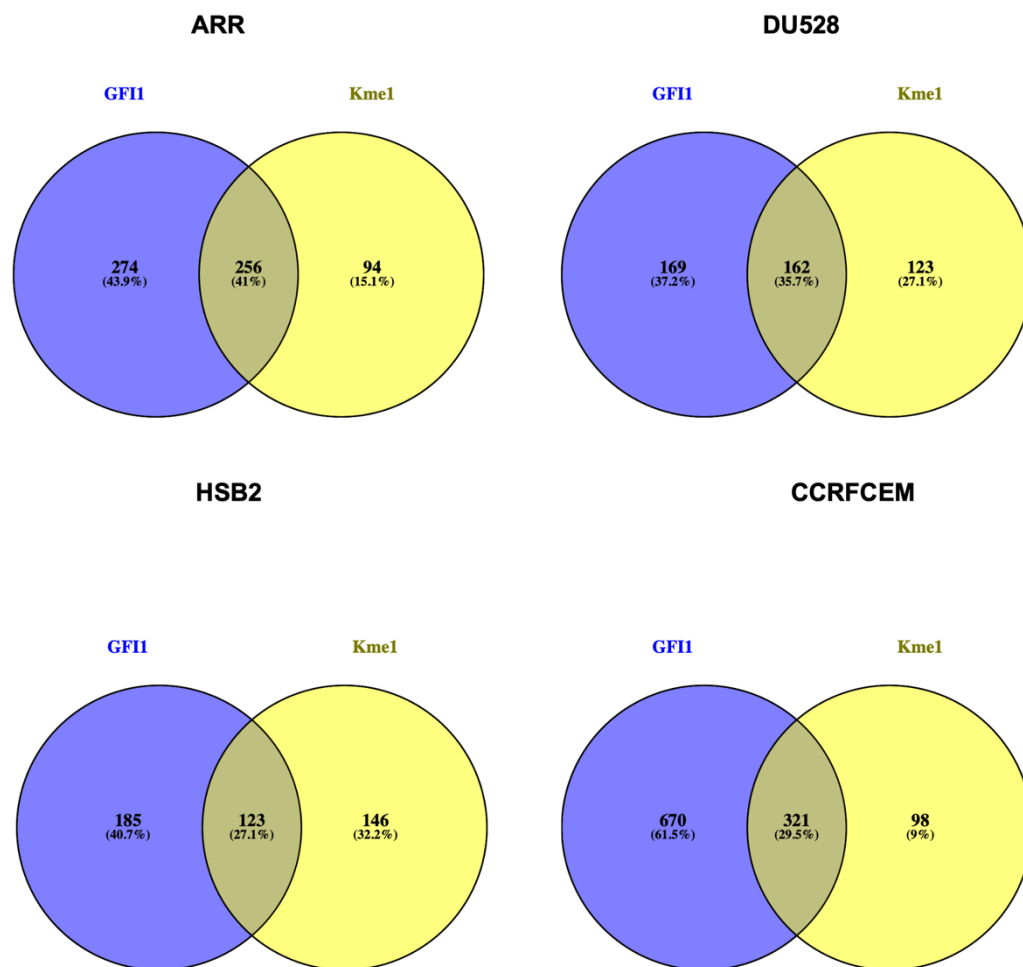 ARR
DU528
GFI1
Kme1
GFI1
Kme1
274
(43.9%)
256
(41%)
94
(15.1%)
169
(37.2%)
162
(35.7%)
123
(27.1%)
HSB2
CCRFCEM
GFI1
Kme1
GFI1
Kme1
185
(40.7%)
123
(27.1%)
146
(32.2%)
670
(61.5%)
321
(29.5%)
98
(9%)